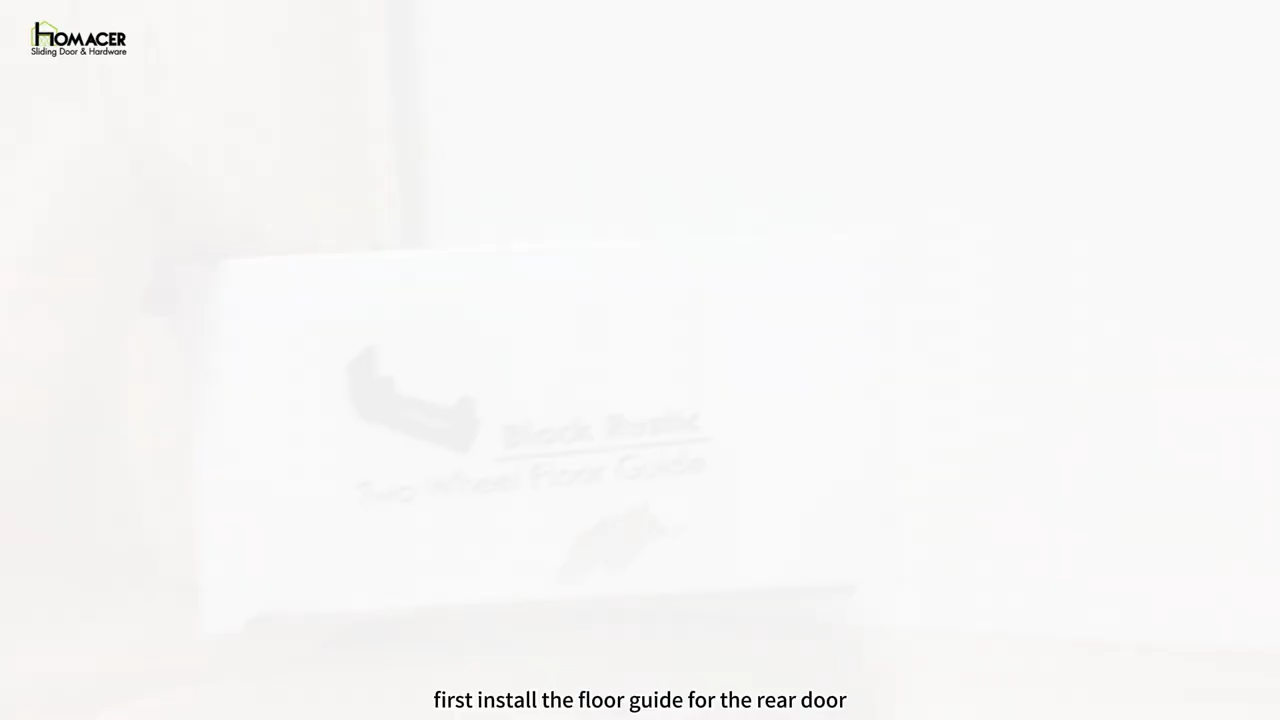 HOMACER
Sliding Door & Hardware
Black Rustic
Two Wheel Floor Guide
first install the floor guide for the rear door